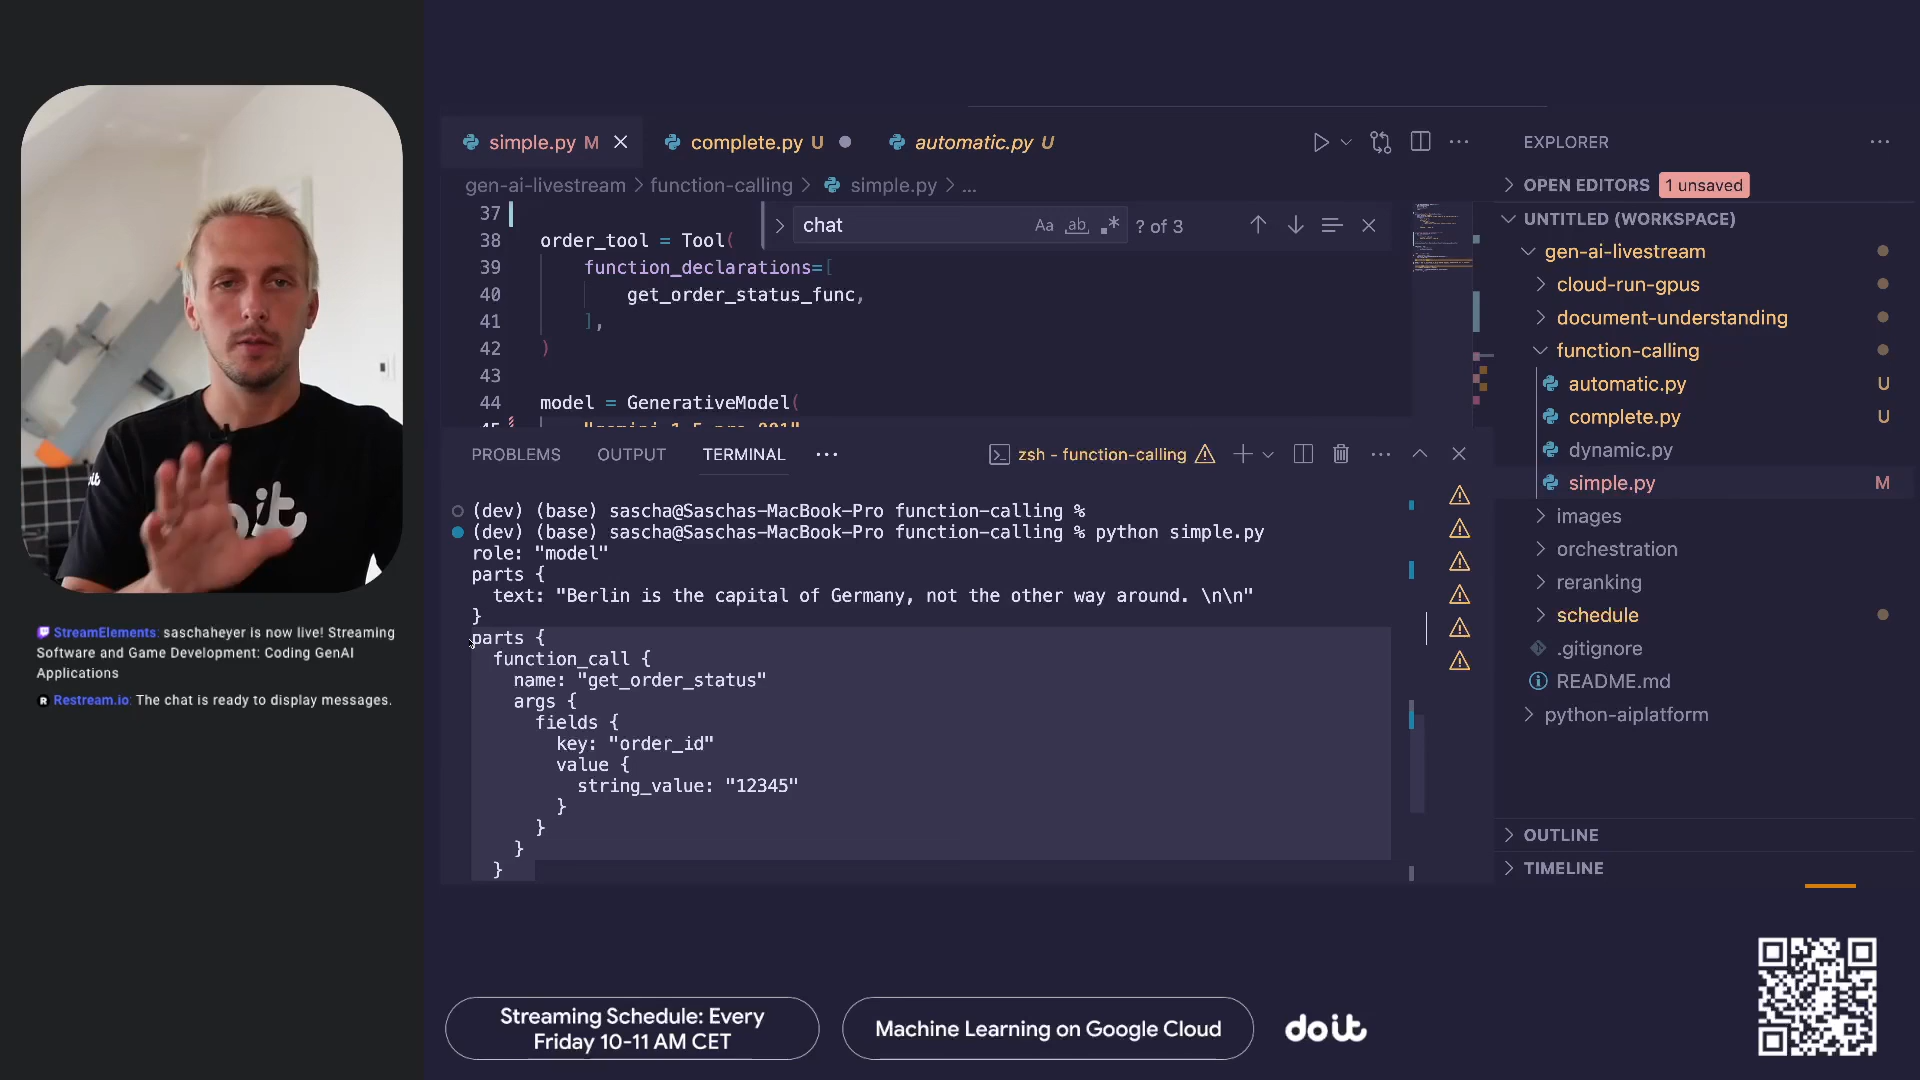 StreamElements: saschaheyer is now live! Streaming
Software and Game Development: Coding GenAI
Applications
Restream.io: The chat is ready to display messages.
simple.py M
complete.py U
automatic.py U
gen-ai-livestream > function-calling > simple.py > ...
chat
Aa ab .* ? of 3
37
38 order_tool = Tool(
39 function_declarations=[
40 get_order_status_func,
41 ],
42 )
43
44 model = GenerativeModel(
45 "gemini-1.5-pro-001"
PROBLEMS OUTPUT TERMINAL ... zsh - function-calling
(dev) (base) sascha@Saschas-MacBook-Pro function-calling %
(dev) (base) sascha@Saschas-MacBook-Pro function-calling % python simple.py
role: "model"
parts {
text: "Berlin is the capital of Germany, not the other way around. \n\n"
}
parts {
function_call {
name: "get_order_status"
args {
fields {
key: "order_id"
value {
string_value: "12345"
}
}
}
}
EXPLORER
OPEN EDITORS 1 unsaved
UNTITLED (WORKSPACE)
gen-ai-livestream
cloud-run-gpus
document-understanding
function-calling
automatic.py U
complete.py U
dynamic.py
simple.py M
images
orchestration
reranking
schedule
.gitignore
README.md
python-aiplatform
OUTLINE
TIMELINE
Streaming Schedule: Every
Friday 10-11 AM CET
Machine Learning on Google Cloud
doit